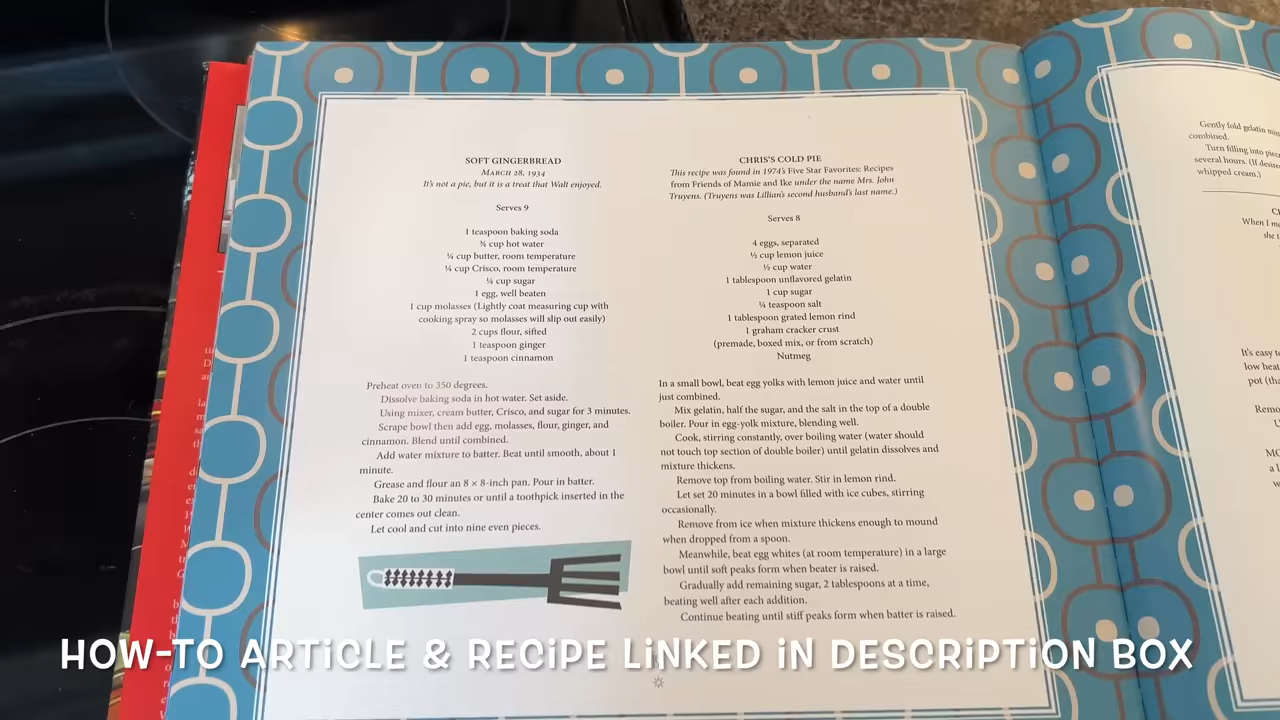 SOFT GINGERBREAD
MARCH 28, 1934
It's not a pie, but it is a treat that Walt enjoyed.
Serves 9
1 teaspoon baking soda
¾ cup hot water
¼ cup butter, room temperature
¼ cup Crisco, room temperature
¼ cup sugar
1 egg, well beaten
1 cup molasses (Lightly coat measuring cup with
cooking spray so molasses will slip out easily)
2 cups flour, sifted
1 teaspoon ginger
1 teaspoon cinnamon
Preheat oven to 350 degrees.
Dissolve baking soda in hot water. Set aside.
Using mixer, cream butter, Crisco, and sugar for 3 minutes.
Scrape bowl then add egg, molasses, flour, ginger, and
cinnamon. Blend until combined.
Add water mixture to batter. Beat until smooth, about 1
minute.
Grease and flour an 8 × 8-inch pan. Pour in batter.
Bake 20 to 30 minutes or until a toothpick inserted in the
center comes out clean.
Let cool and cut into nine even pieces.
CHRIS'S COLD PIE
This recipe was found in 1974's Five Star Favorites: Recipes
from Friends of Mamie and Ike under the name Mrs. John
Truyens. (Truyens was Lillian's second husband's last name.)
Serves 8
4 eggs, separated
½ cup lemon juice
½ cup water
1 tablespoon unflavored gelatin
1 cup sugar
¼ teaspoon salt
1 tablespoon grated lemon rind
1 graham cracker crust
(premade, boxed mix, or from scratch)
Nutmeg
In a small bowl, beat egg yolks with lemon juice and water until
just combined.
Mix gelatin, half the sugar, and the salt in the top of a double
boiler. Pour in egg-yolk mixture, blending well.
Cook, stirring constantly, over boiling water (water should
not touch top section of double boiler) until gelatin dissolves and
mixture thickens.
Remove top from boiling water. Stir in lemon rind.
Let set 20 minutes in a bowl filled with ice cubes, stirring
occasionally.
Remove from ice when mixture thickens enough to mound
when dropped from a spoon.
Meanwhile, beat egg whites (at room temperature) in a large
bowl until soft peaks form when beater is raised.
Gradually add remaining sugar, 2 tablespoons at a time,
beating well after each addition.
Continue beating until stiff peaks form when batter is raised.
Gently fold gelatin
combined.
Turn filling into
several hours. (If
whipped cream.)
When I
she
It's easy
low heat
pot
HOW-TO ARTICLE & RECIPE LINKED IN DESCRIPTION BOX